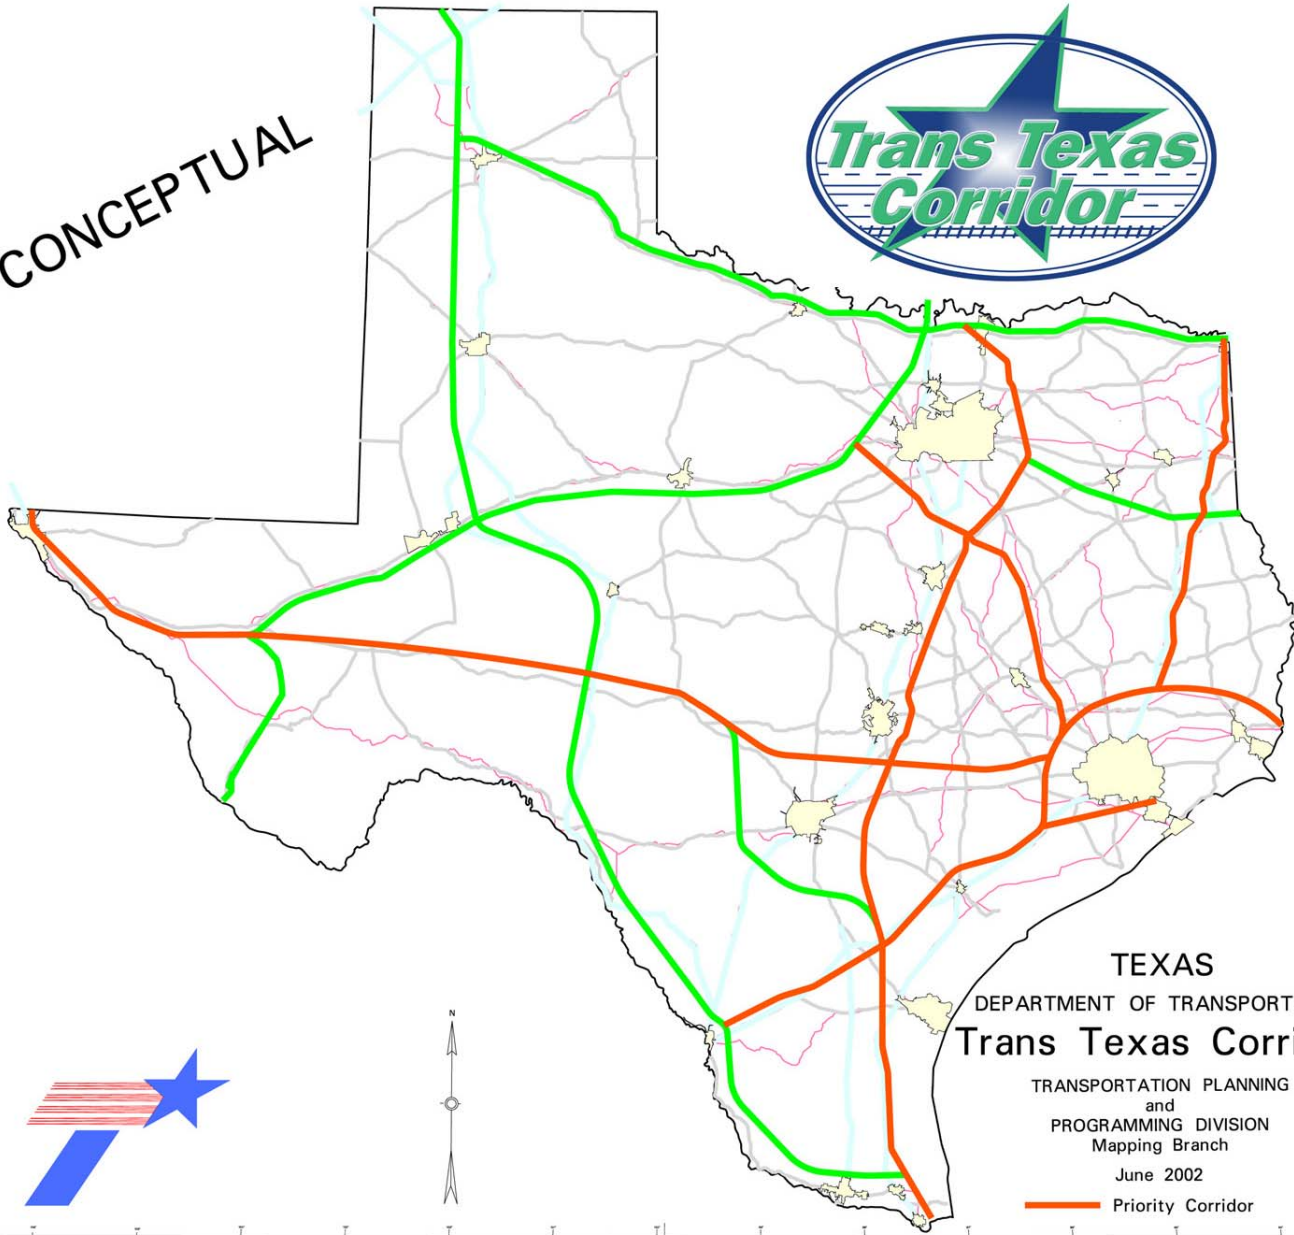 CONCEPTUAL
Trans Texas
Corridor
N
TEXAS
DEPARTMENT OF TRANSPORT
Trans Texas Corri
TRANSPORTATION PLANNING
and
PROGRAMMING DIVISION
Mapping Branch
June 2002
Priority Corridor